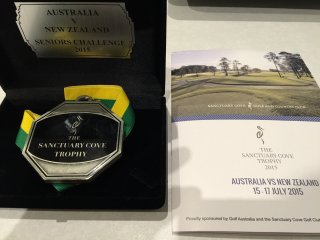 AUSTRALIA
V
NEW ZEALAND
SENIORS CHALLENGE
2015
THE
SANCTUARY COVE
TROPHY
SANCTUARY COVE GOLF AND COUNTRY CLUB
THE
SANCTUARY COVE
TROPHY
2015
AUSTRALIA VS NEW ZEALAND
15 - 17 JULY 2015
Proudly sponsored by Golf Australia and the Sanctuary Cove Golf Club